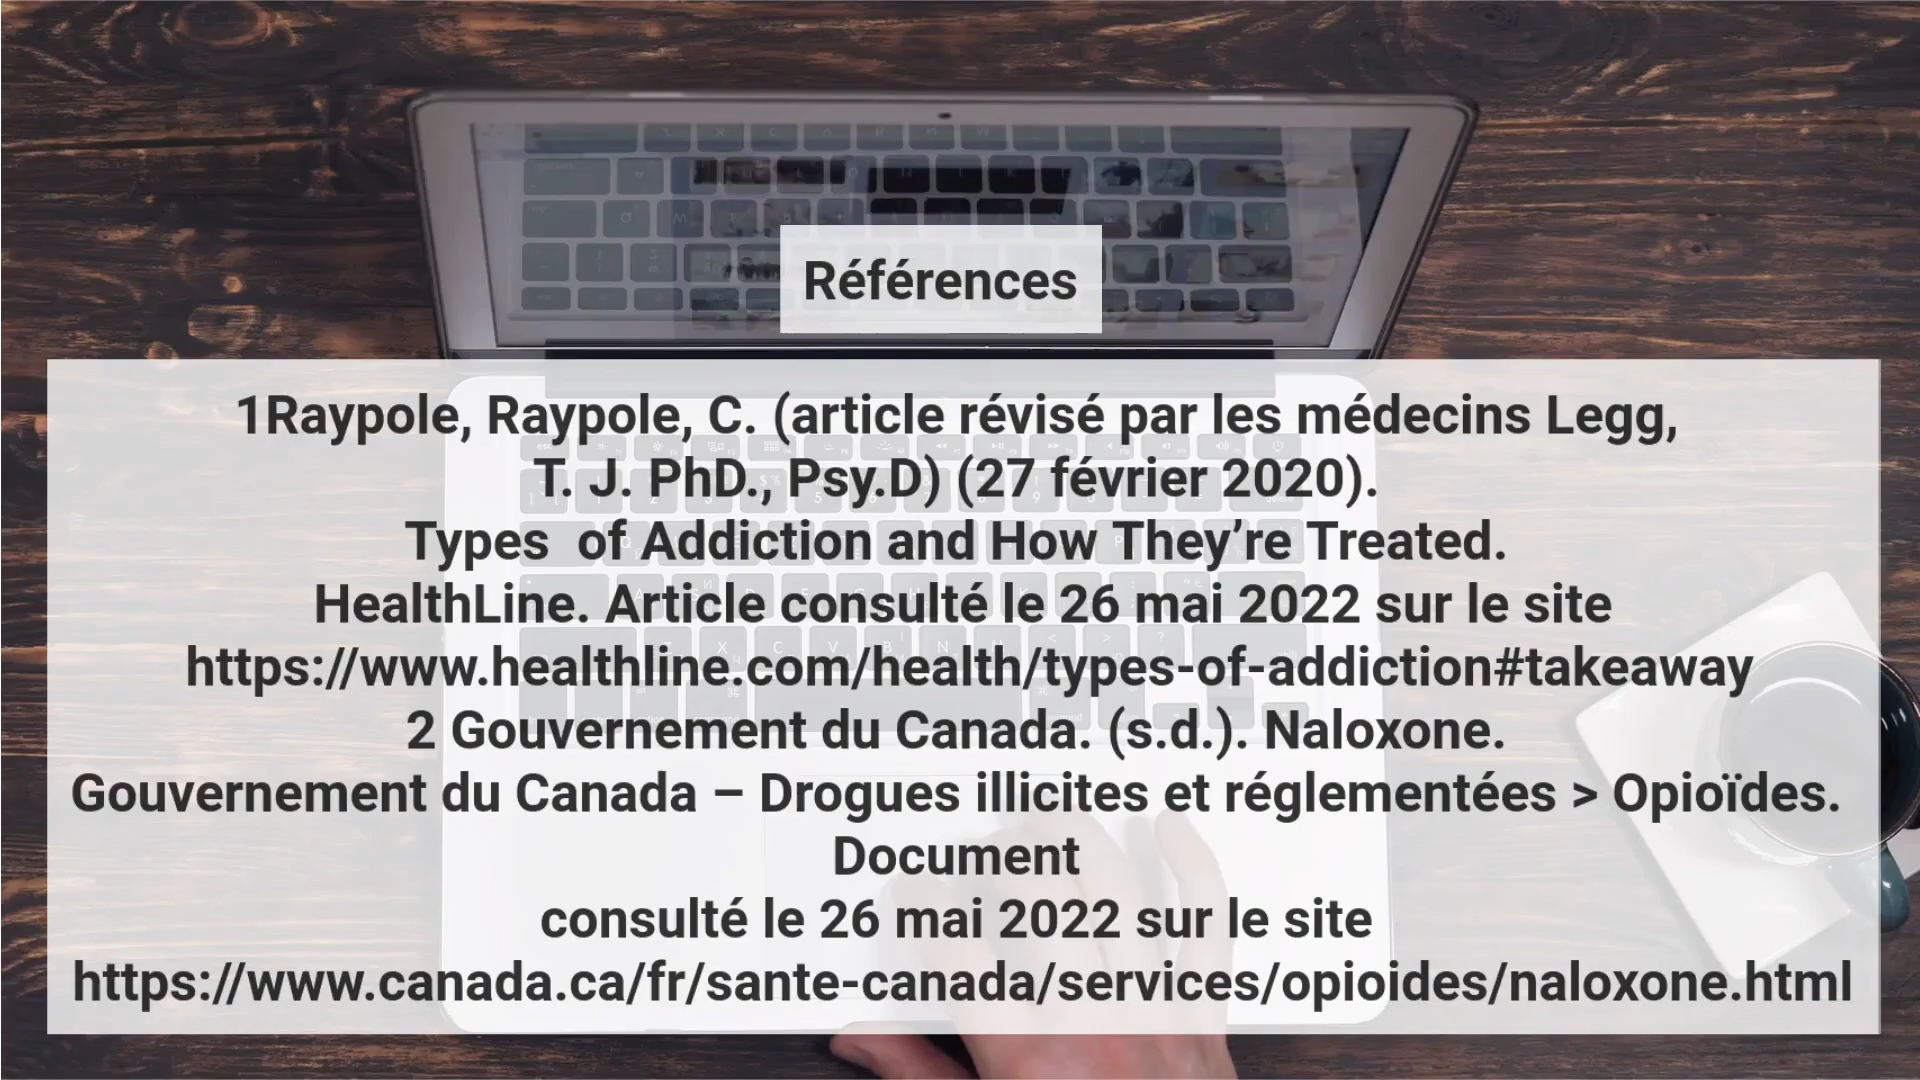 Références
1Raypole, Raypole, C. (article révisé par les médecins Legg,
T. J. PhD., Psy.D) (27 février 2020).
Types  of Addiction and How They’re Treated.
HealthLine. Article consulté le 26 mai 2022 sur le site
https://www.healthline.com/health/types-of-addiction#takeaway
2 Gouvernement du Canada. (s.d.). Naloxone.
Gouvernement du Canada – Drogues illicites et réglementées > Opioïdes.
Document
consulté le 26 mai 2022 sur le site
https://www.canada.ca/fr/sante-canada/services/opioides/naloxone.html